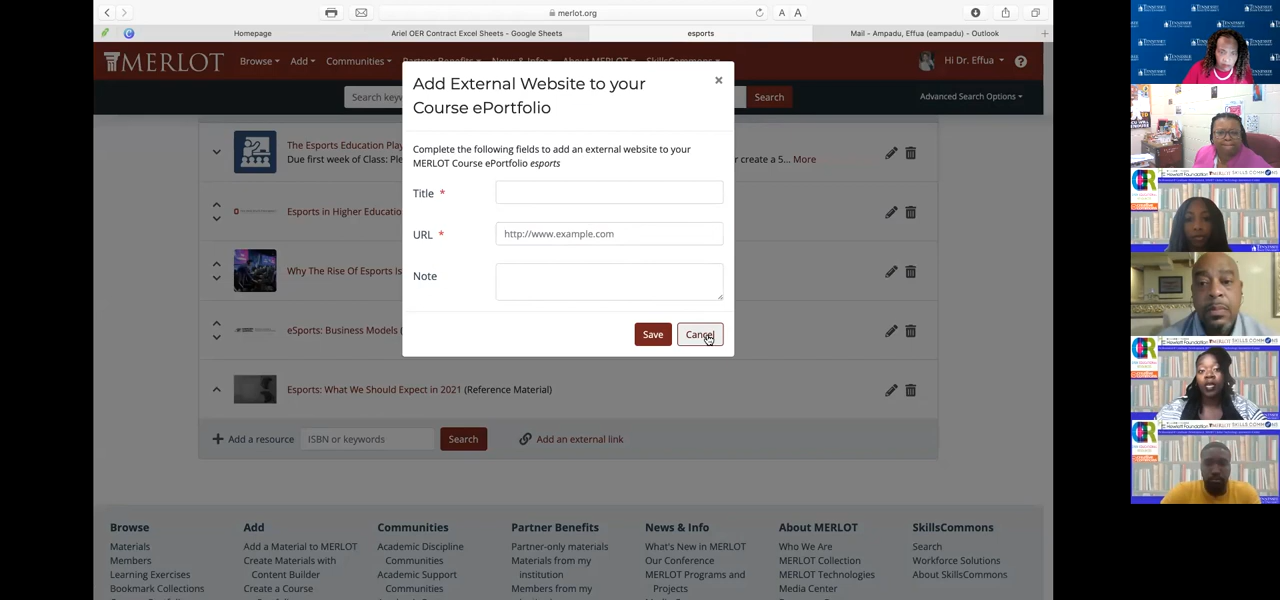 merlot.org
A A
Homepage
Ariel OER Contract Excel Sheets - Google Sheets
esports
Mail - Ampadu, Effua (eampadu) - Outlook
MERLOT
Browse
Add
Communities
Partner Benefits
News & Info
About MERLOT
SkillsCommons
Hi Dr. Effua
Search
Advanced Search Options
Add External Website to your
Course ePortfolio
×
Complete the following fields to add an external website to your
MERLOT Course ePortfolio esports
Title *
URL *
http://www.example.com
Note
Save
Cancel
The Esports Education Play
Due first week of Class: Ple
r create a 5... More
Esports in Higher Educatio
Why The Rise Of Esports Is
eSports: Business Models (
Esports: What We Should Expect in 2021 (Reference Material)
+ Add a resource
ISBN or keywords
Search
Add an external link
Browse
Materials
Members
Learning Exercises
Bookmark Collections
Add
Add a Material to MERLOT
Create Materials with
Content Builder
Create a Course
Communities
Academic Discipline
Communities
Academic Support
Communities
Partner Benefits
Partner-only materials
Materials from my
institution
Members from my
News & Info
What's New in MERLOT
Our Conference
MERLOT Programs and
Projects
About MERLOT
Who We Are
MERLOT Collection
MERLOT Technologies
Media Center
SkillsCommons
Search
Workforce Solutions
About SkillsCommons